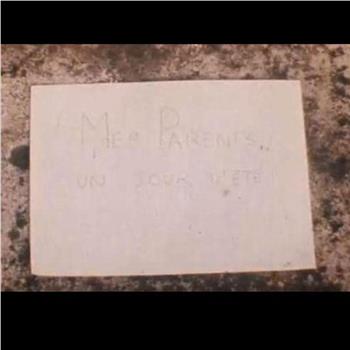 "MES PARENTS"
UN JOUR D'ÉTÉ